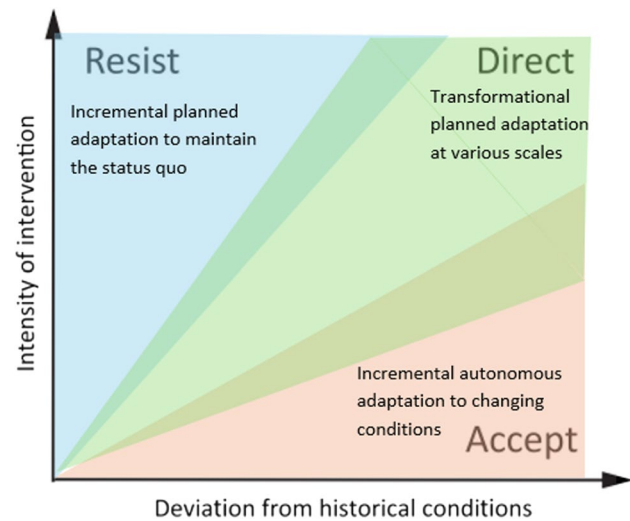 Resist
Incremental planned
adaptation to maintain
the status quo
Direct
Transformational
planned adaptation
at various scales
Incremental autonomous
adaptation to changing
conditions
Accept
Intensity of intervention
Deviation from historical conditions